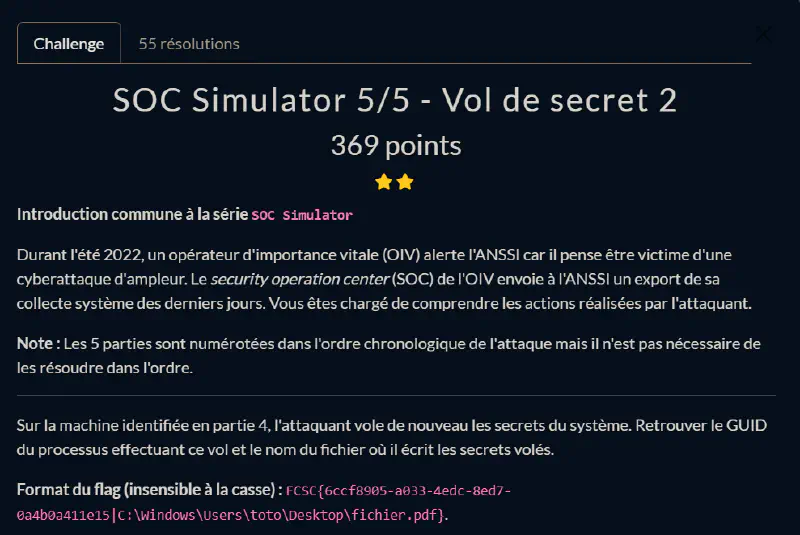 Challenge
55 résolutions
SOC Simulator 5/5 - Vol de secret 2
369 points
Introduction commune à la série SOC Simulator
Durant l'été 2022, un opérateur d'importance vitale (OIV) alerte l'ANSSI car il pense être victime d'une
cyberattaque d'ampleur. Le security operation center (SOC) de l'OIV envoie à l'ANSSI un export de sa
collecte système des derniers jours. Vous êtes chargé de comprendre les actions réalisées par l'attaquant.
Note : Les 5 parties sont numérotées dans l'ordre chronologique de l'attaque mais il n'est pas nécessaire de
les résoudre dans l'ordre.
Sur la machine identifiée en partie 4, l'attaquant vole de nouveau les secrets du système. Retrouver le GUID
du processus effectuant ce vol et le nom du fichier où il écrit les secrets volés.
Format du flag (insensible à la casse) : FCSC{6ccf8905-a033-4edc-8ed7-
0a4b0a411e15|C:\Windows\Users\toto\Desktop\fichier.pdf}.